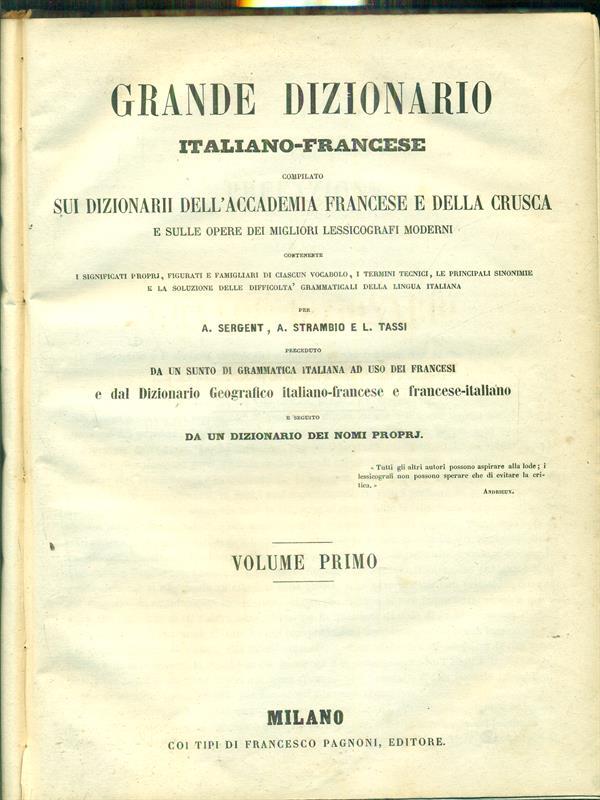 GRANDE DIZIONARIO
ITALIANO-FRANCESE
COMPILATO
SUI DIZIONARII DELL'ACCADEMIA FRANCESE E DELLA CRUSCA
E SULLE OPERE DEI MIGLIORI LESSICOGRAFI MODERNI
CONTENENTE
I SIGNIFICATI PROPRJ, FIGURATI E FAMIGLIARI DI CIASCUN VOCABOLO, I TERMINI TECNICI, LE PRINCIPALI SINONIMIE
E LA SOLUZIONE DELLE DIFFICOLTA' GRAMMATICALI DELLA LINGUA ITALIANA
PER
A. SERGENT, A. STRAMBIO E L. TASSI
PRECEDUTO
DA UN SUNTO DI GRAMMATICA ITALIANA AD USO DEI FRANCESI
e dal Dizionario Geografico italiano-francese e francese-italiano
E SEGUITO
DA UN DIZIONARIO DEI NOMI PROPRJ.
« Tutti gli altri autori possono aspirare alla lode; i
lessicografi non possono sperare che di evitare la cri-
tica. »
ANDRIEUX.
VOLUME PRIMO
MILANO
COI TIPI DI FRANCESCO PAGNONI, EDITORE.